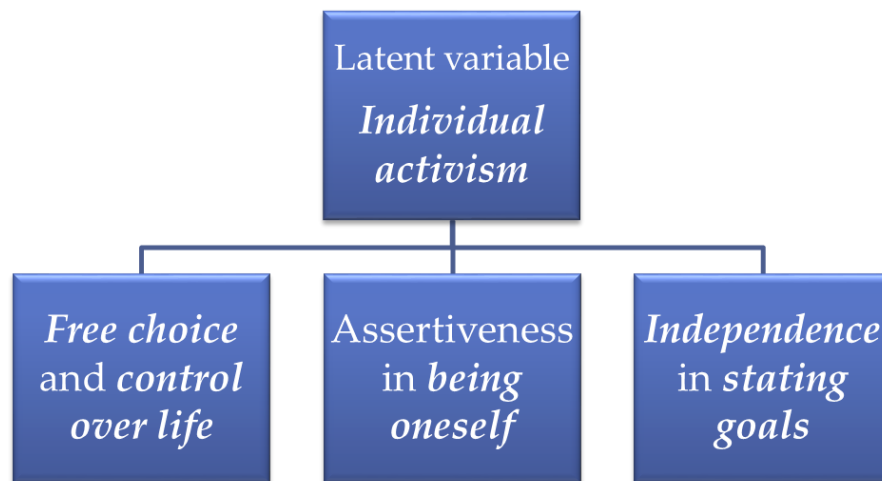 Latent variable
Individual
activism
Free choice
and control
over life
Assertiveness
in being
oneself
Independence
in stating
goals